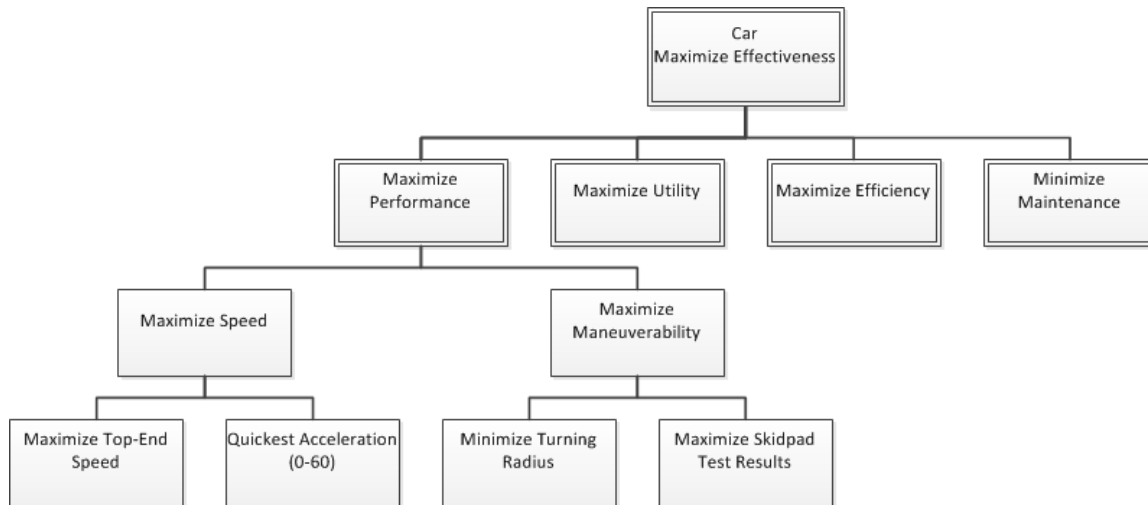 Car
Maximize Effectiveness
Maximize
Performance
Maximize Utility
Maximize Efficiency
Minimize
Maintenance
Maximize Speed
Maximize
Maneuverability
Maximize Top-End
Speed
Quickest Acceleration
(0-60)
Minimize Turning
Radius
Maximize Skidpad
Test Results